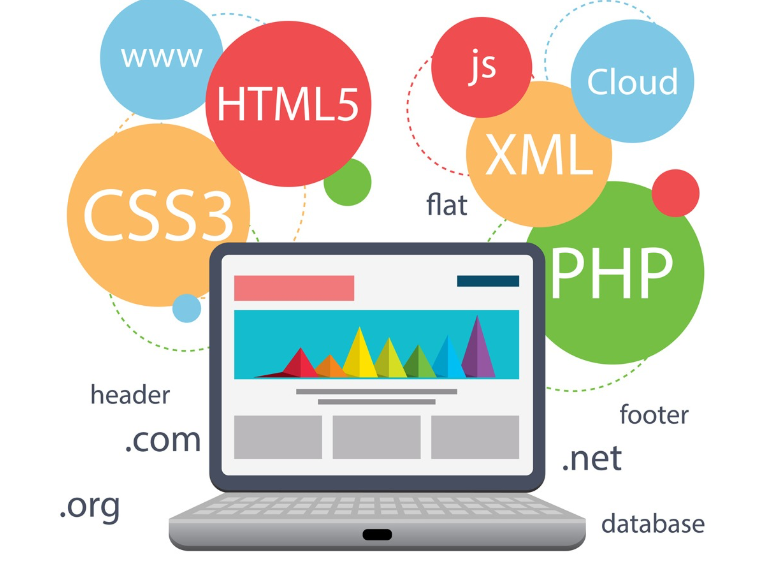 www
HTML5
js
Cloud
XML
CSS3
flat
PHP
header
footer
.com
.net
.org
database